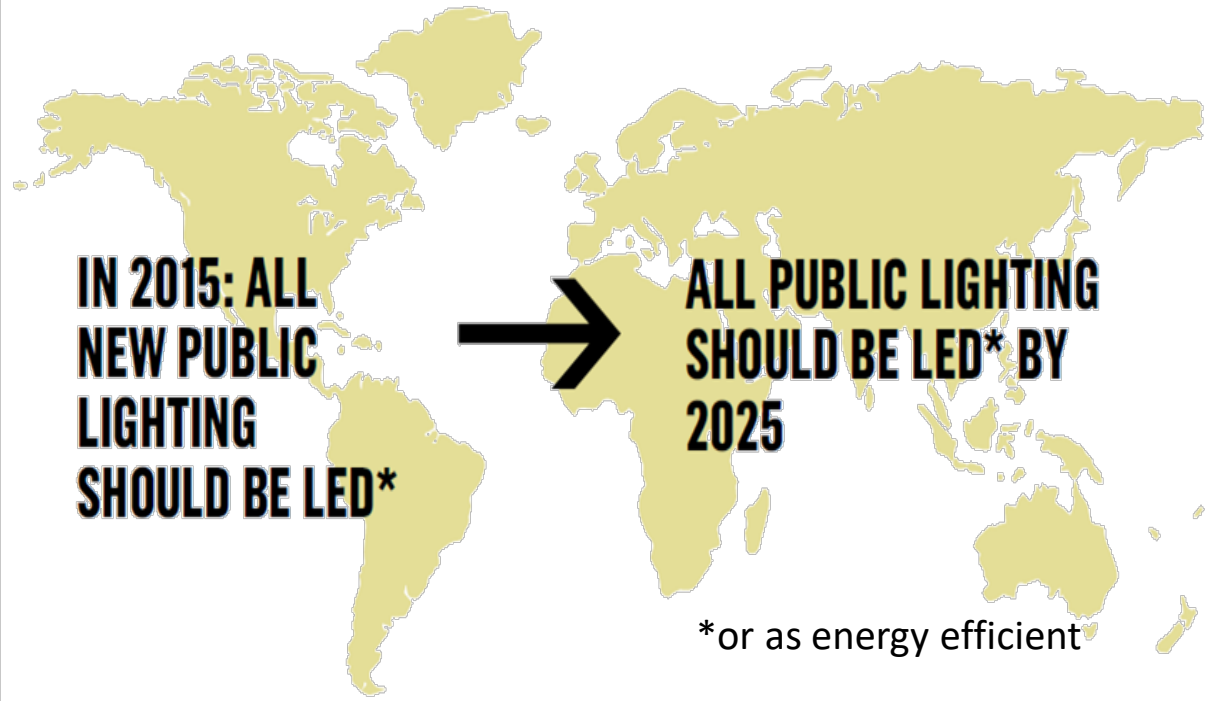 IN 2015: ALL
NEW PUBLIC
LIGHTING
SHOULD BE LED*
ALL PUBLIC LIGHTING
SHOULD BE LED* BY
2025
*or as energy efficient